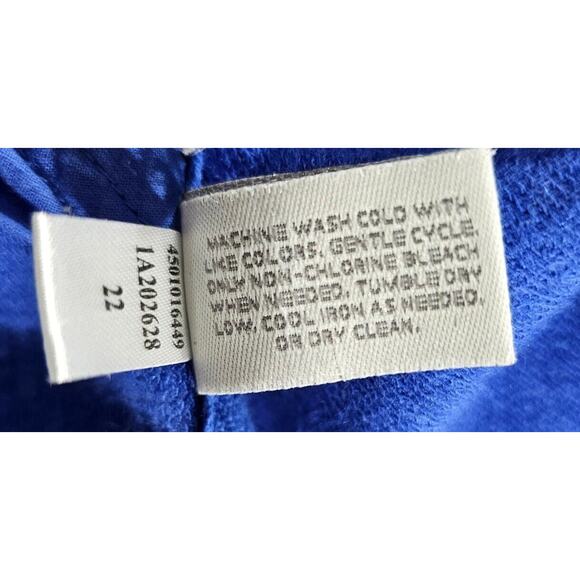 4501016449
1A202628
22
MACHINE WASH COLD WITH
LIKE COLORS. GENTLE CYCLE.
ONLY NON-CHLORINE BLEACH
WHEN NEEDED. TUMBLE DRY
LOW. COOL IRON AS NEEDED.
OR DRY CLEAN.